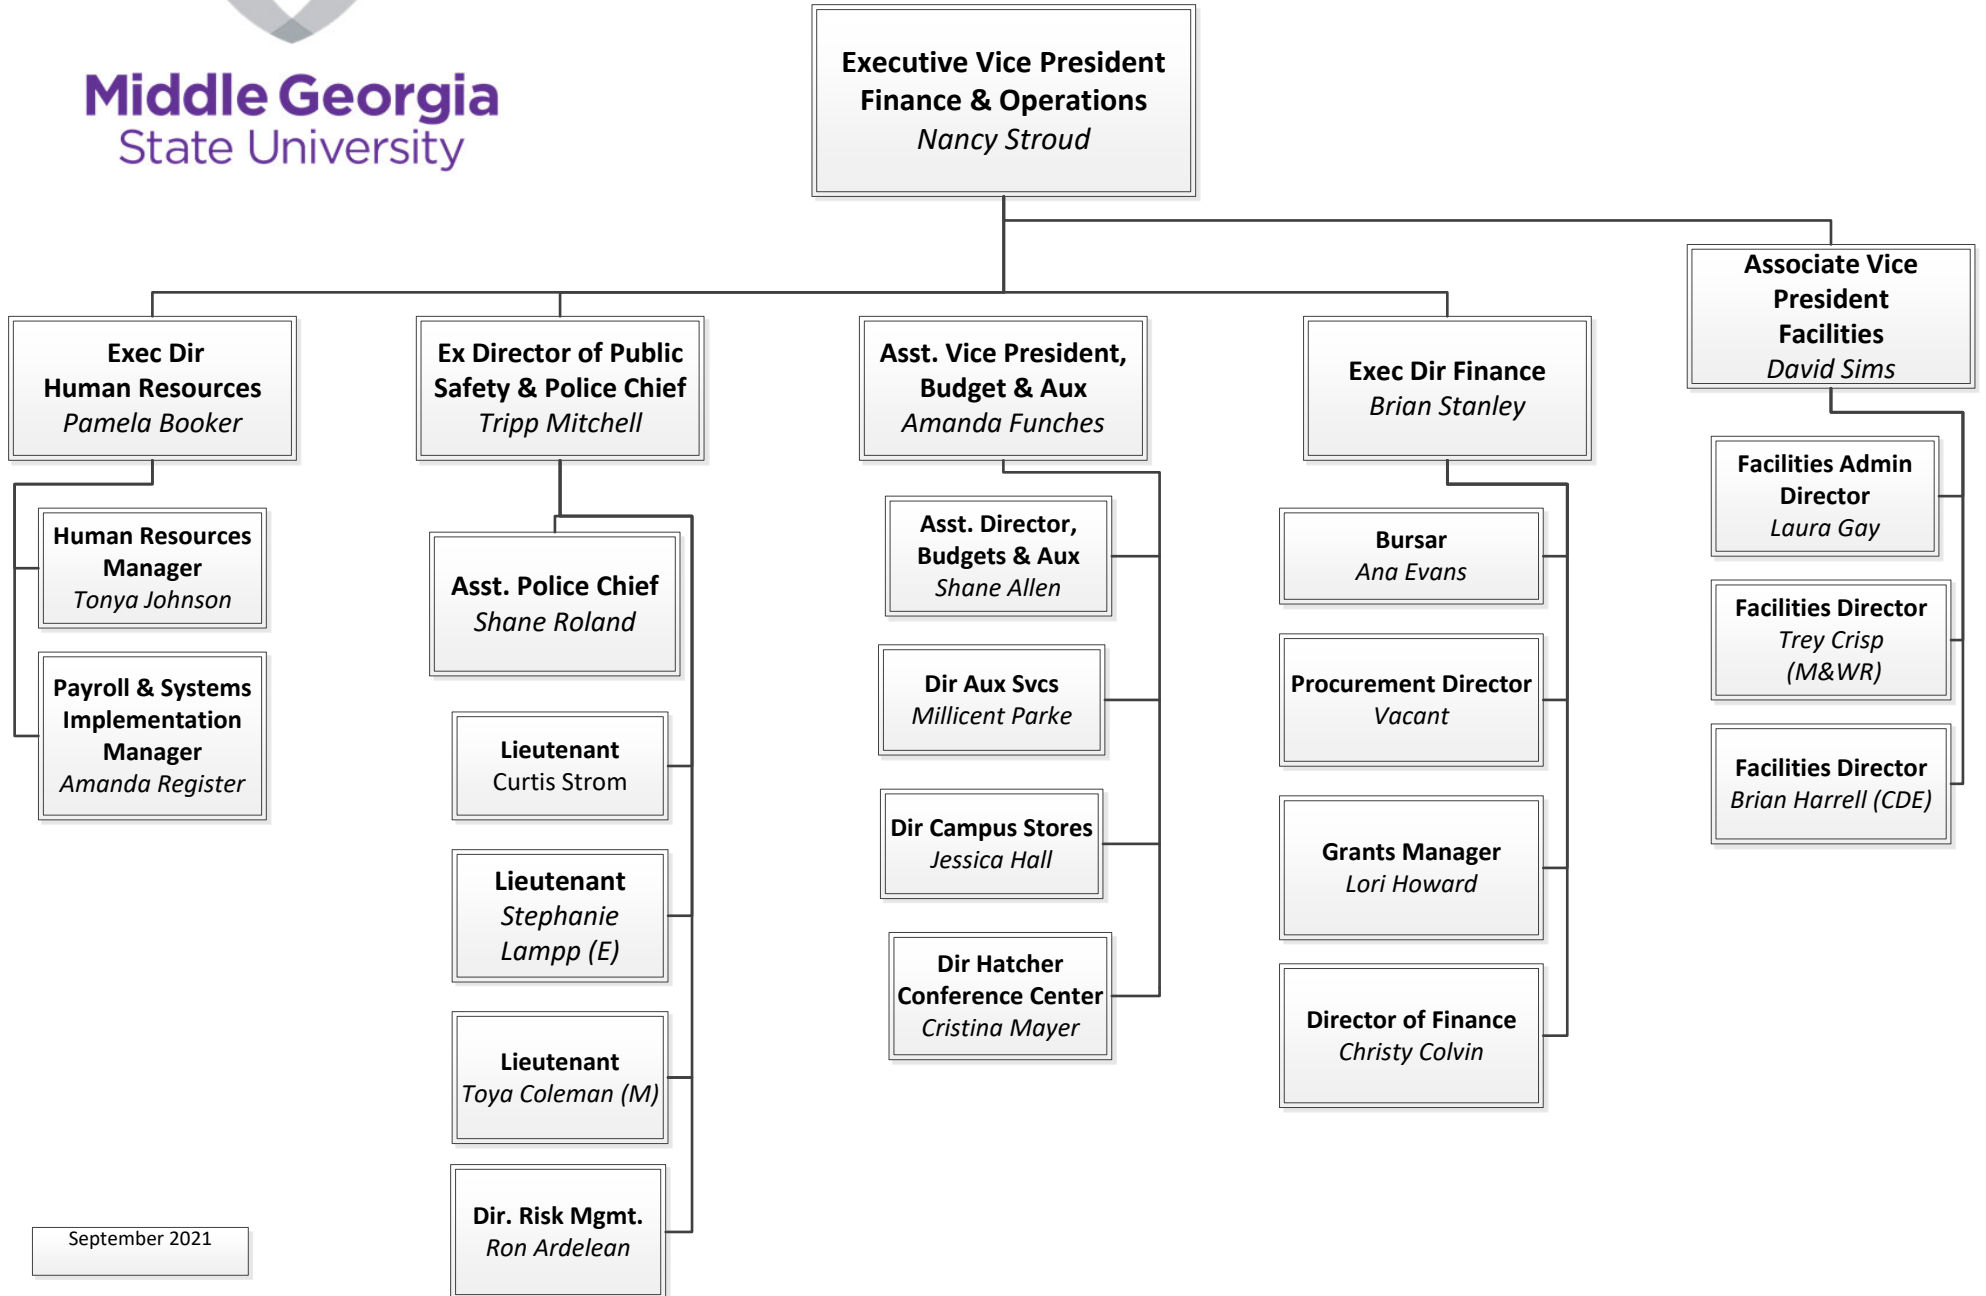 Middle Georgia
State University
Executive Vice President
Finance & Operations
Nancy Stroud
Exec Dir
Human Resources
Pamela Booker
Human Resources
Manager
Tonya Johnson
Payroll & Systems
Implementation
Manager
Amanda Register
Ex Director of Public
Safety & Police Chief
Tripp Mitchell
Asst. Police Chief
Shane Roland
Lieutenant
Curtis Strom
Lieutenant
Stephanie
Lampp (E)
Lieutenant
Toya Coleman (M)
Dir. Risk Mgmt.
Ron Ardelean
Asst. Vice President,
Budget & Aux
Amanda Funches
Asst. Director,
Budgets & Aux
Shane Allen
Dir Aux Svcs
Millicent Parke
Dir Campus Stores
Jessica Hall
Dir Hatcher
Conference Center
Cristina Mayer
Exec Dir Finance
Brian Stanley
Bursar
Ana Evans
Procurement Director
Vacant
Grants Manager
Lori Howard
Director of Finance
Christy Colvin
Associate Vice
President
Facilities
David Sims
Facilities Admin
Director
Laura Gay
Facilities Director
Trey Crisp
(M&WR)
Facilities Director
Brian Harrell (CDE)
September 2021